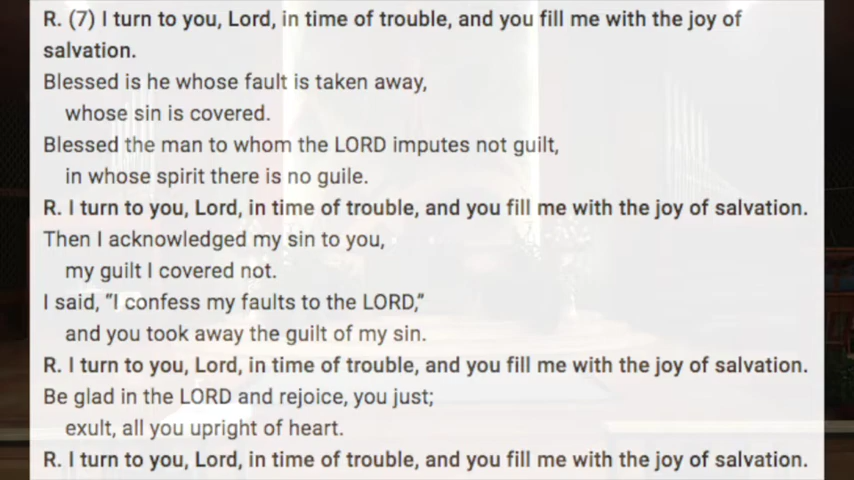 R. (7) I turn to you, Lord, in time of trouble, and you fill me with the joy of
salvation.
Blessed is he whose fault is taken away,
whose sin is covered.
Blessed the man to whom the LORD imputes not guilt,
in whose spirit there is no guile.
R. I turn to you, Lord, in time of trouble, and you fill me with the joy of salvation.
Then I acknowledged my sin to you,
my guilt I covered not.
I said, “I confess my faults to the LORD,”
and you took away the guilt of my sin.
R. I turn to you, Lord, in time of trouble, and you fill me with the joy of salvation.
Be glad in the LORD and rejoice, you just;
exult, all you upright of heart.
R. I turn to you, Lord, in time of trouble, and you fill me with the joy of salvation.